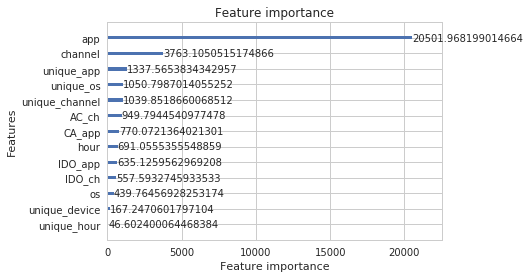 Feature importance
app 20501.968199014664
channel 3763.1050515174866
unique_app 1337.5653834342957
unique_os 1050.7987014055252
unique_channel 1039.8518660068512
AC_ch 949.7944540977478
CA_app 770.0721364021301
hour 691.0555355548859
IDO_app 635.1259562969208
IDO_ch 557.5932745933533
os 439.76456928253174
unique_device 167.2470601797104
unique_hour 46.602400064468384
Features
0 5000 10000 15000 20000
Feature importance